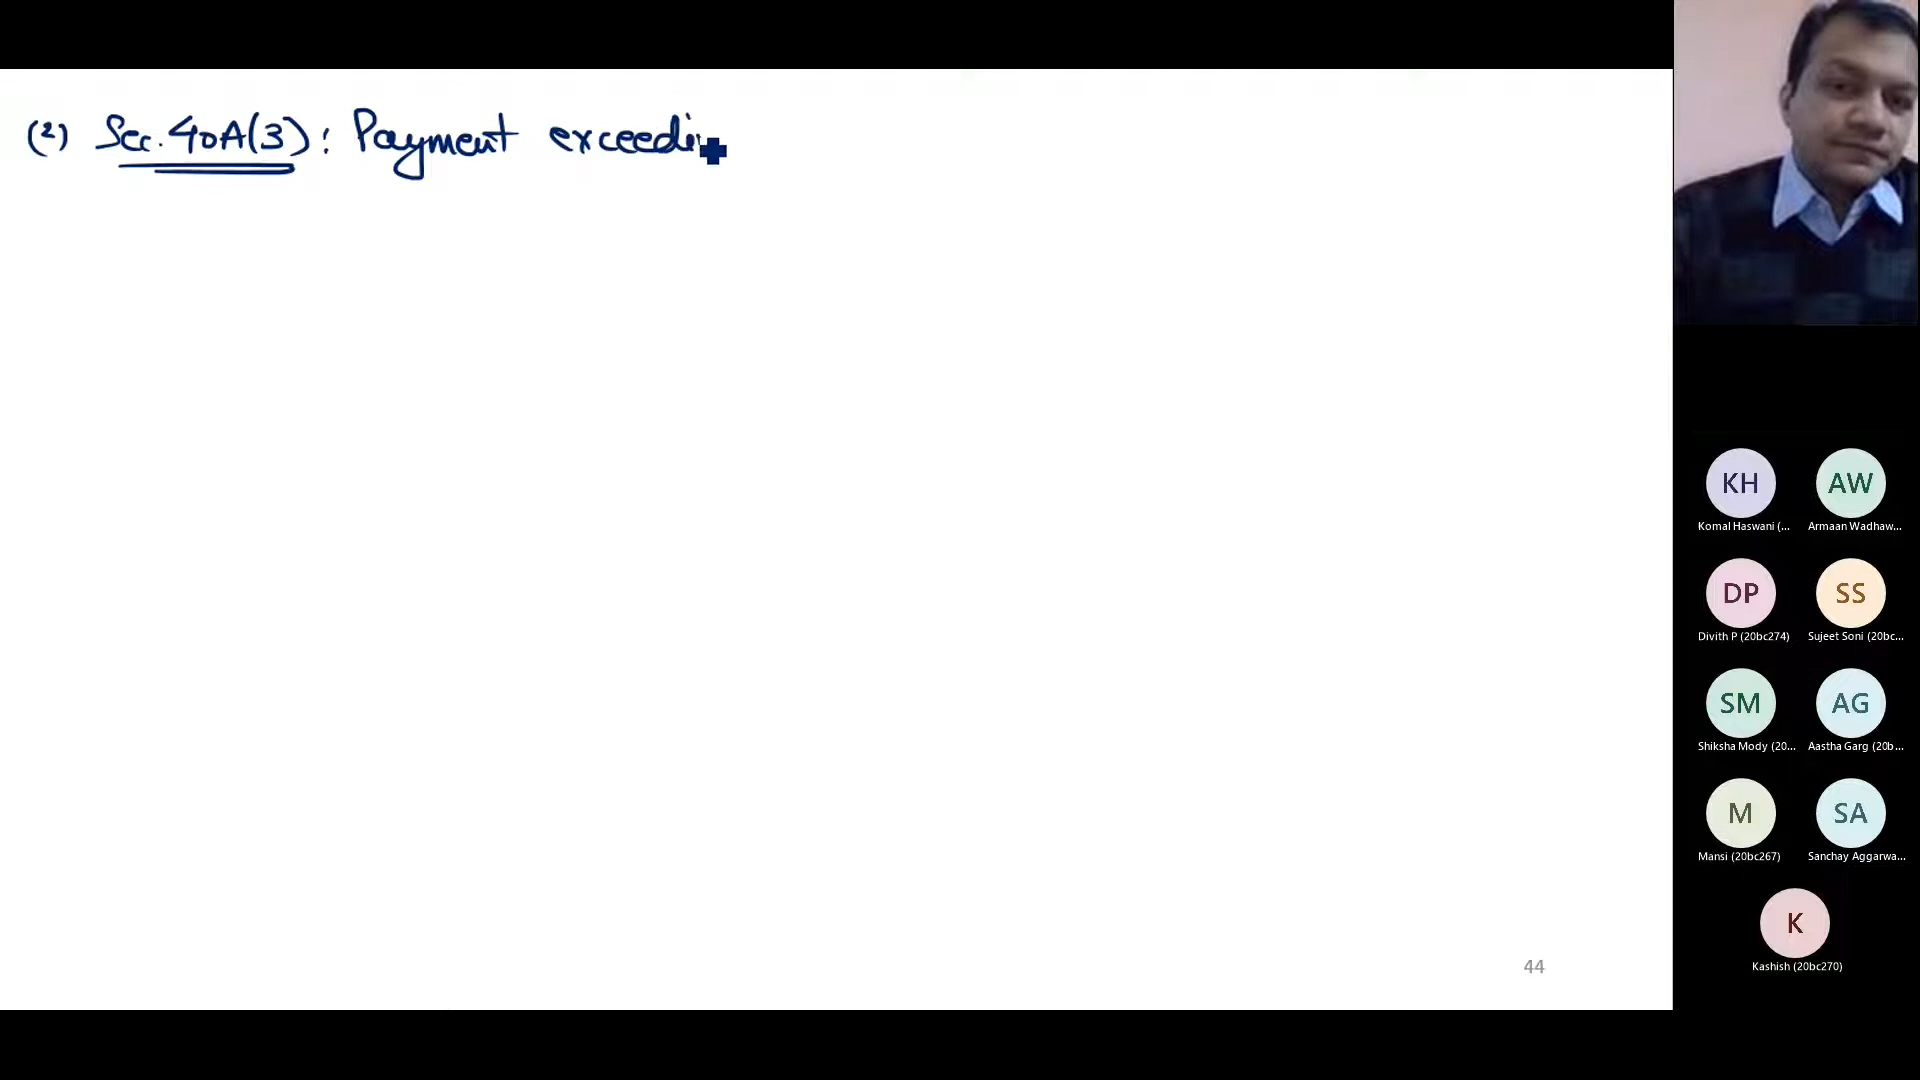 (2) Sec. 40A(3): Payment exceedi
KH
AW
Komal Haswani (...
Armaan Wadhaw...
DP
SS
Divith P (20bc274)
Sujeet Soni (20bc...
SM
AG
Shiksha Mody (20...
Aastha Garg (20b...
M
SA
Mansi (20bc267)
Sanchay Aggarwa...
K
Kashish (20bc270)
44